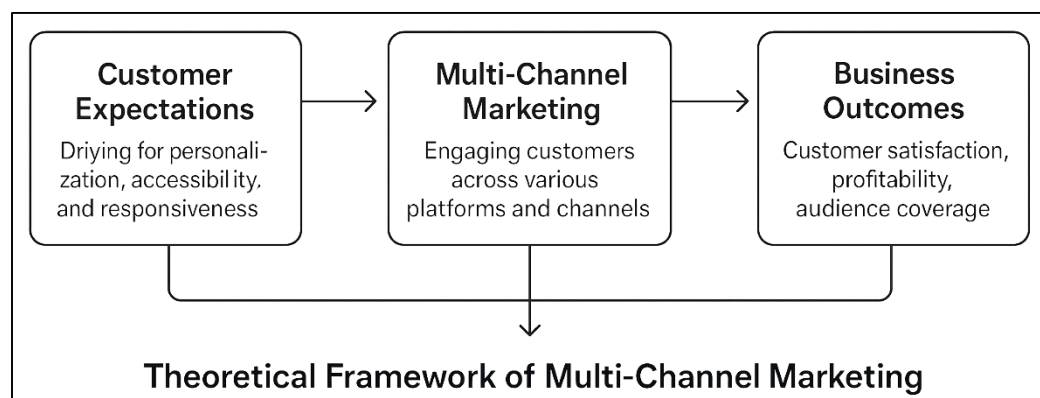 Customer
Expectations
Driying for personali-
zation, accessibility.
and responsiveness
Multi-Channel
Marketing
Engaging customers
across various
platforms and channels
Business
Outcomes
Customer satisfaction,
profitability,
audience coverage
Theoretical Framework of Multi-Channel Marketing